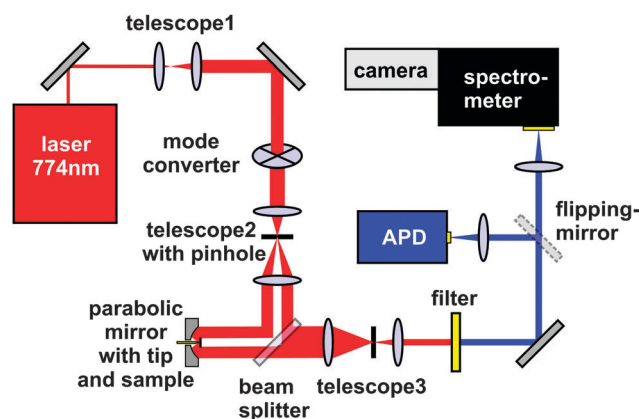 telescope1
camera
spectro-
meter
laser
774nm
mode
converter
telescope2
with pinhole
APD
flipping-
mirror
parabolic
mirror
with tip
and sample
filter
beam
splitter
telescope3